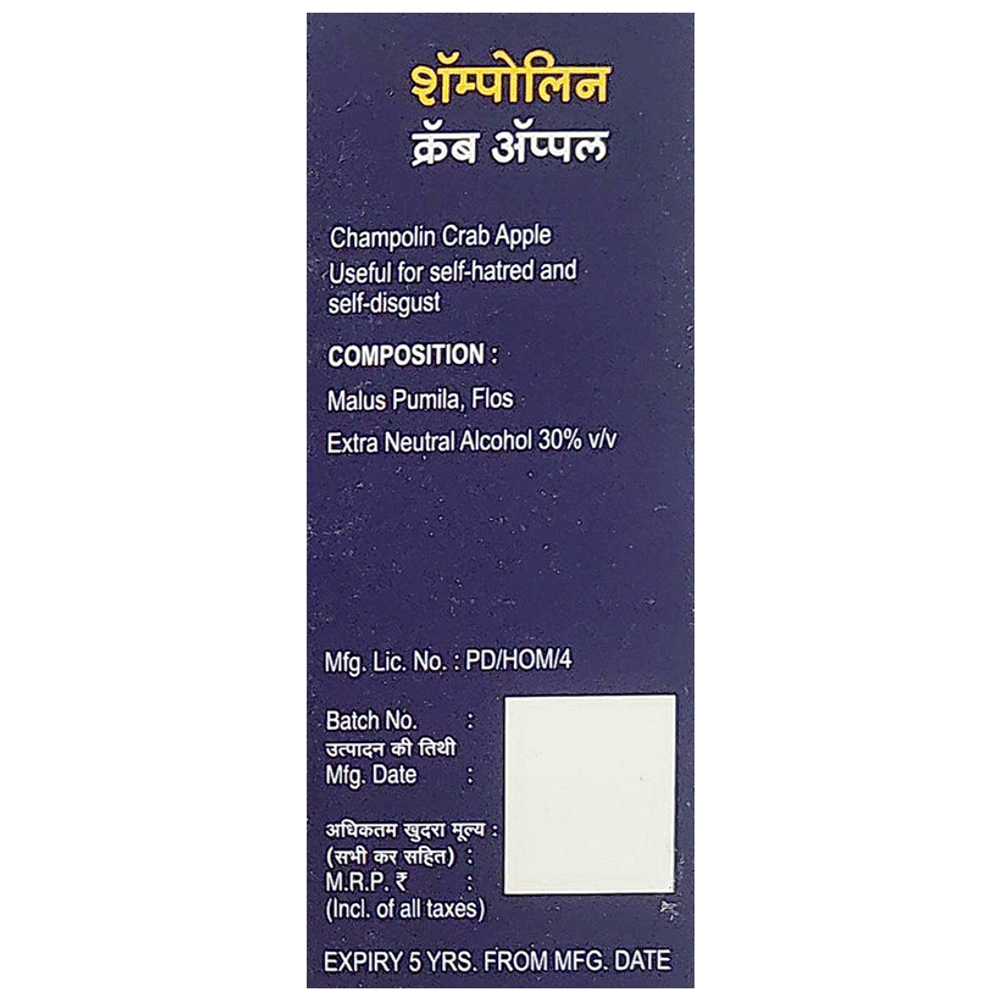 शॅम्पोलिन
क्रॅब ॲप्पल
Champolin Crab Apple
Useful for self-hatred and
self-disgust
COMPOSITION :
Malus Pumila, Flos
Extra Neutral Alcohol 30% v/v
Mfg. Lic. No. : PD/HOM/4
Batch No. :
उत्पादन की तिथी
Mfg. Date :
अधिकतम खुदरा मूल्य :
(सभी कर सहित) :
M.R.P. ₹ :
(Incl. of all taxes)
EXPIRY 5 YRS. FROM MFG. DATE